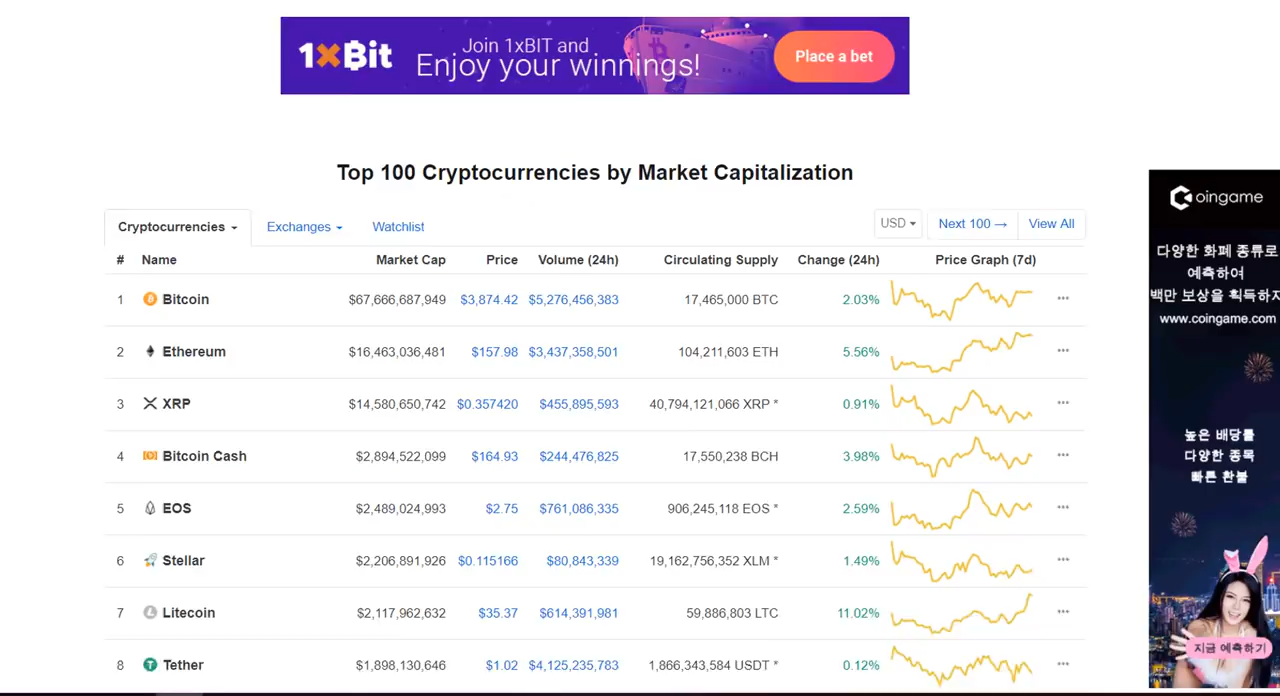 1xBit
Join 1xBIT and
Enjoy your winnings!
Place a bet
Top 100 Cryptocurrencies by Market Capitalization
Cryptocurrencies Exchanges Watchlist USD Next 100 → View All
# Name Market Cap Price Volume (24h) Circulating Supply Change (24h) Price Graph (7d)
1 Bitcoin $67,666,687,949 $3,874.42 $5,276,456,383 17,465,000 BTC 2.03%
2 Ethereum $16,463,036,481 $157.98 $3,437,358,501 104,211,603 ETH 5.56%
3 XRP $14,580,650,742 $0.357420 $455,895,593 40,794,121,066 XRP * 0.91%
4 Bitcoin Cash $2,894,522,099 $164.93 $244,476,825 17,550,238 BCH 3.98%
5 EOS $2,489,024,993 $2.75 $761,086,335 906,245,118 EOS * 2.59%
6 Stellar $2,206,891,926 $0.115166 $80,843,339 19,162,756,352 XLM * 1.49%
7 Litecoin $2,117,962,632 $35.37 $614,391,981 59,886,803 LTC 11.02%
8 Tether $1,898,130,646 $1.02 $4,125,235,783 1,866,343,584 USDT * 0.12%
Coingame
다양한 화폐 종류로
예측하여
백만 보상을 획득하
www.coingame.com
높은 배당률
다양한 종목
빠른 환불
지금 예측하기